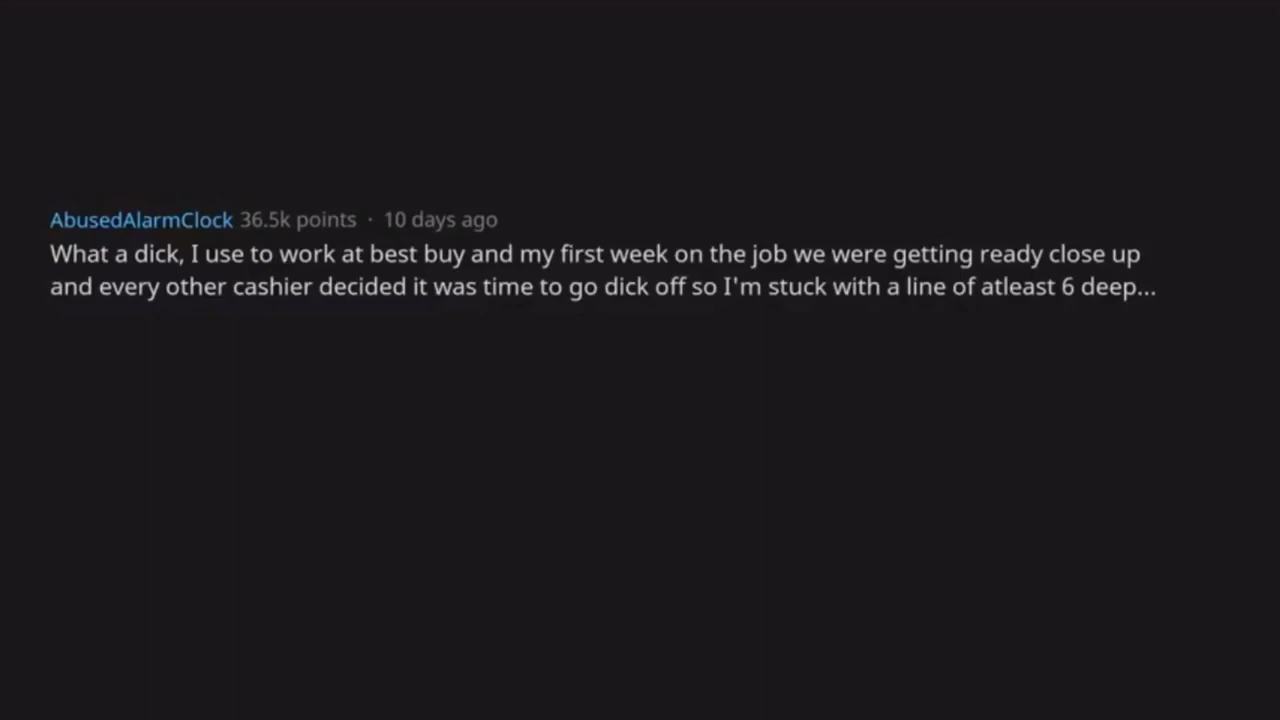 AbusedAlarmClock 36.5k points · 10 days ago
What a dick, I use to work at best buy and my first week on the job we were getting ready close up
and every other cashier decided it was time to go dick off so I'm stuck with a line of atleast 6 deep...